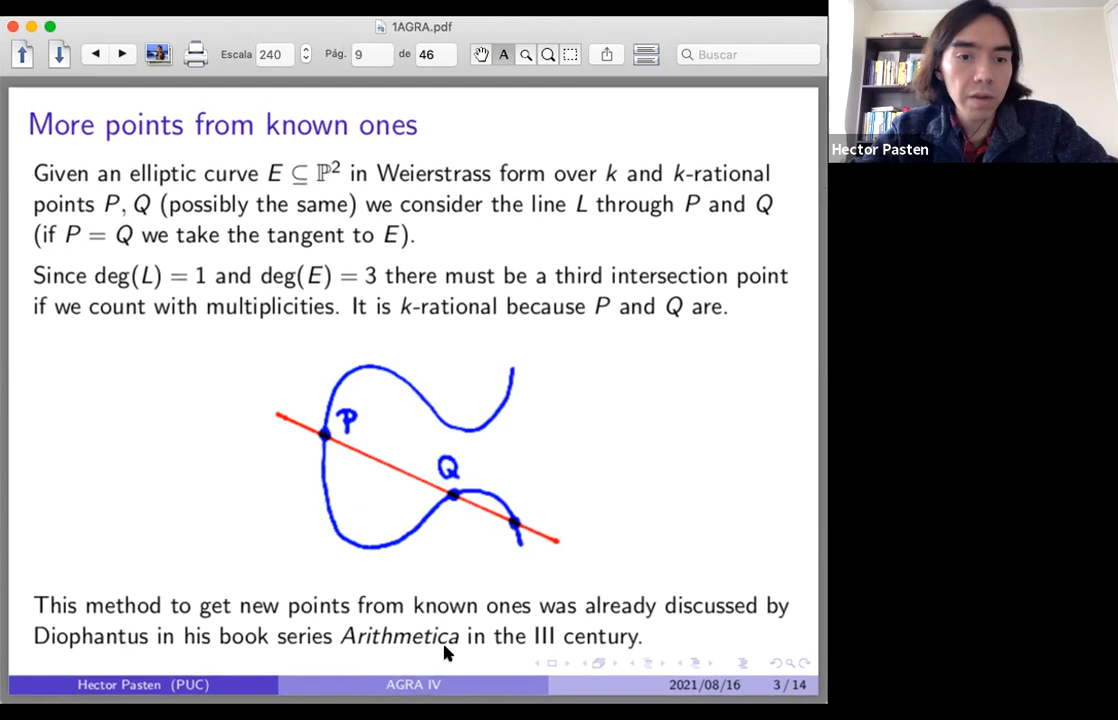 1AGRA.pdf
Escala 240 Pág. 9 de 46 A Buscar
More points from known ones
Given an elliptic curve E ⊆ ℙ² in Weierstrass form over k and k-rational
points P, Q (possibly the same) we consider the line L through P and Q
(if P = Q we take the tangent to E).
Since deg(L) = 1 and deg(E) = 3 there must be a third intersection point
if we count with multiplicities. It is k-rational because P and Q are.
P
Q
This method to get new points from known ones was already discussed by
Diophantus in his book series Arithmetica in the III century.
Hector Pasten (PUC) AGRA IV 2021/08/16 3 / 14
Hector Pasten